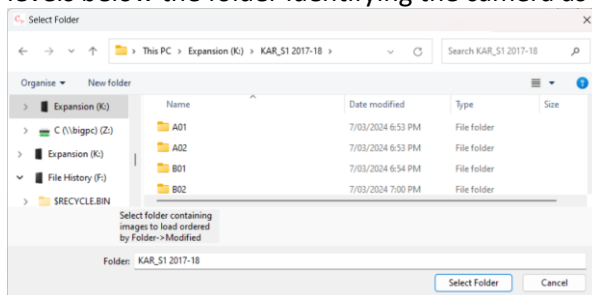 levels below the folder identifying the camera as
Select Folder
This PC > Expansion (K:) > KAR_S1 2017-18 >
Search KAR_S1 2017-18
Organise
New folder
Name Date modified Type Size
Expansion (K:)
A01 7/03/2024 6:53 PM File folder
C (\\bigpc) (Z:)
A02 7/03/2024 6:53 PM File folder
Expansion (K:)
B01 7/03/2024 6:54 PM File folder
File History (F:)
B02 7/03/2024 7:00 PM File folder
$RECYCLE.BIN
Select folder containing
images to load ordered
by Folder->Modified
Folder: KAR_S1 2017-18
Select Folder Cancel